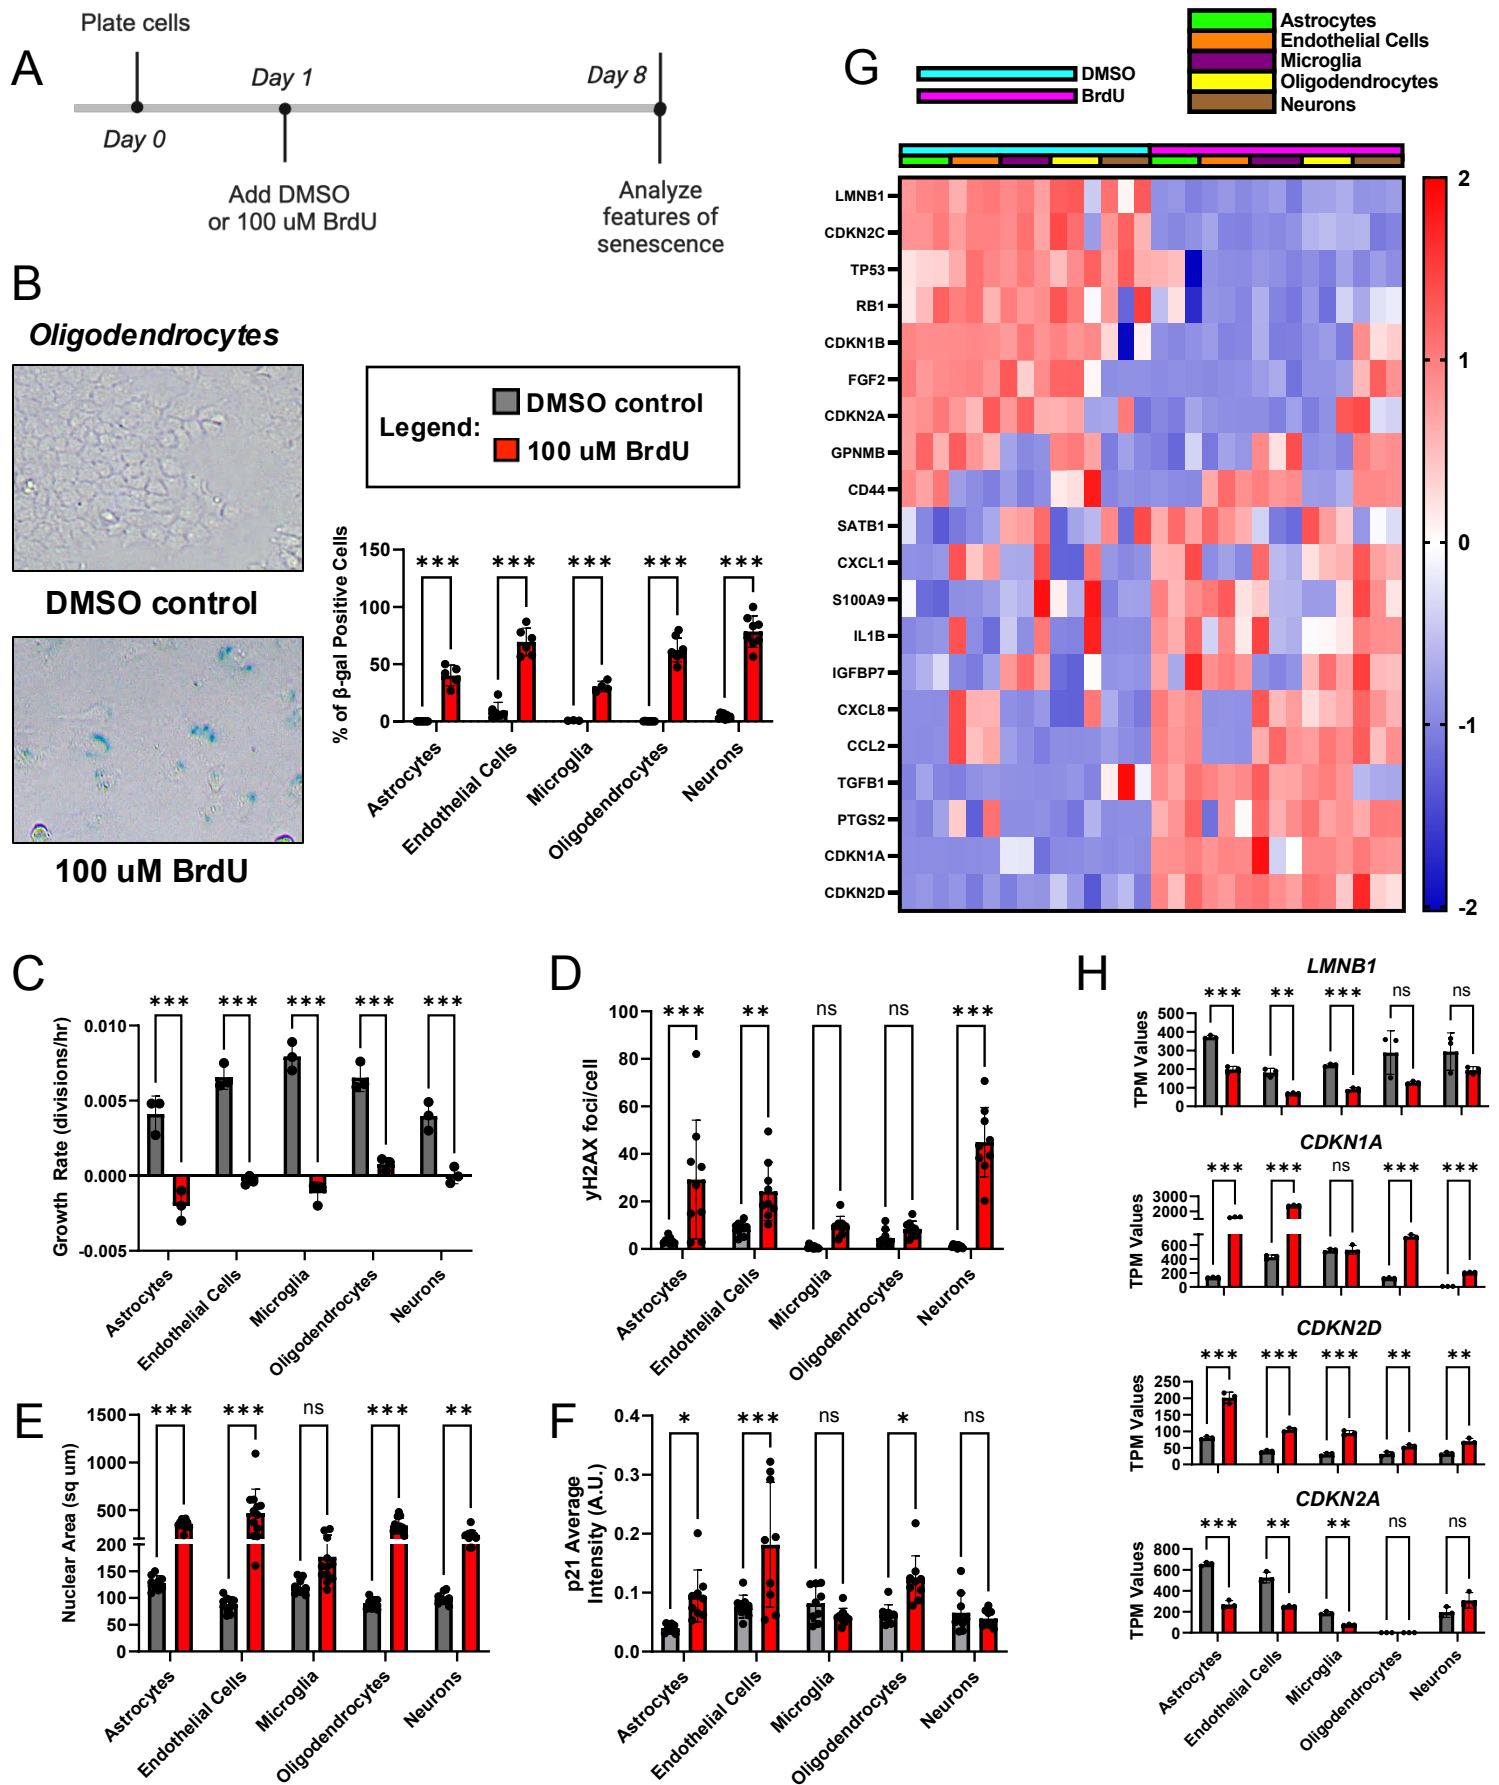 A
Plate cells
Day 1
Day 8
Day 0
Add DMSO
or 100 uM BrdU
Analyze
features of
senescence
B
Oligodendrocytes
DMSO control
100 uM BrdU
Legend:
DMSO control
100 uM BrdU
% of β-gal Positive Cells
150
100
50
0
***
***
***
***
***
Astrocytes
Endothelial Cells
Microglia
Oligodendrocytes
Neurons
G
DMSO
BrdU
Astrocytes
Endothelial Cells
Microglia
Oligodendrocytes
Neurons
LMNB1
CDKN2C
TP53
RB1
CDKN1B
FGF2
CDKN2A
GPNMB
CD44
SATB1
CXCL1
S100A9
IL1B
IGFBP7
CXCL8
CCL2
TGFB1
PTGS2
CDKN1A
CDKN2D
2
1
0
-1
-2
C
Growth Rate (divisions/hr)
0.010
0.005
0.000
-0.005
***
***
***
***
***
Astrocytes
Endothelial Cells
Microglia
Oligodendrocytes
Neurons
D
yH2AX foci/cell
100
80
60
40
20
0
***
**
ns
ns
***
Astrocytes
Endothelial Cells
Microglia
Oligodendrocytes
Neurons
E
Nuclear Area (sq um)
1500
1000
500
200
150
100
50
0
***
***
ns
***
**
Astrocytes
Endothelial Cells
Microglia
Oligodendrocytes
Neurons
F
p21 Average
Intensity (A.U.)
0.4
0.3
0.2
0.1
0.0
*
***
ns
*
ns
Astrocytes
Endothelial Cells
Microglia
Oligodendrocytes
Neurons
H
LMNB1
TPM Values
500
400
300
200
100
0
***
**
***
ns
ns
CDKN1A
TPM Values
3000
2000
600
400
200
0
***
***
ns
***
***
CDKN2D
TPM Values
250
200
150
100
50
0
***
***
***
**
**
CDKN2A
TPM Values
800
600
400
200
0
***
**
**
ns
ns
Astrocytes
Endothelial Cells
Microglia
Oligodendrocytes
Neurons